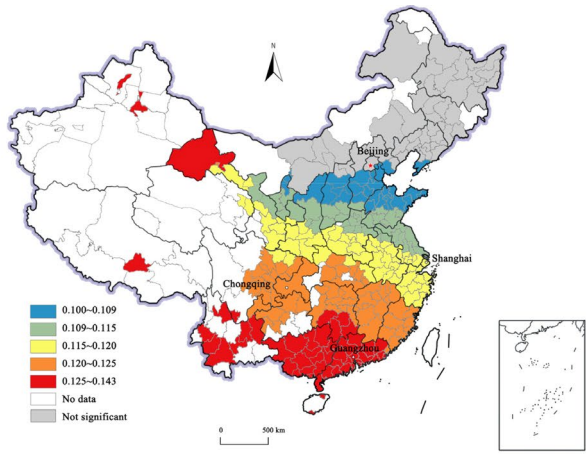 N
Beijing
Shanghai
Chongqing
Guangzhou
0.100~0.109
0.109~0.115
0.115~0.120
0.120~0.125
0.125~0.143
No data
Not significant
0 500 km